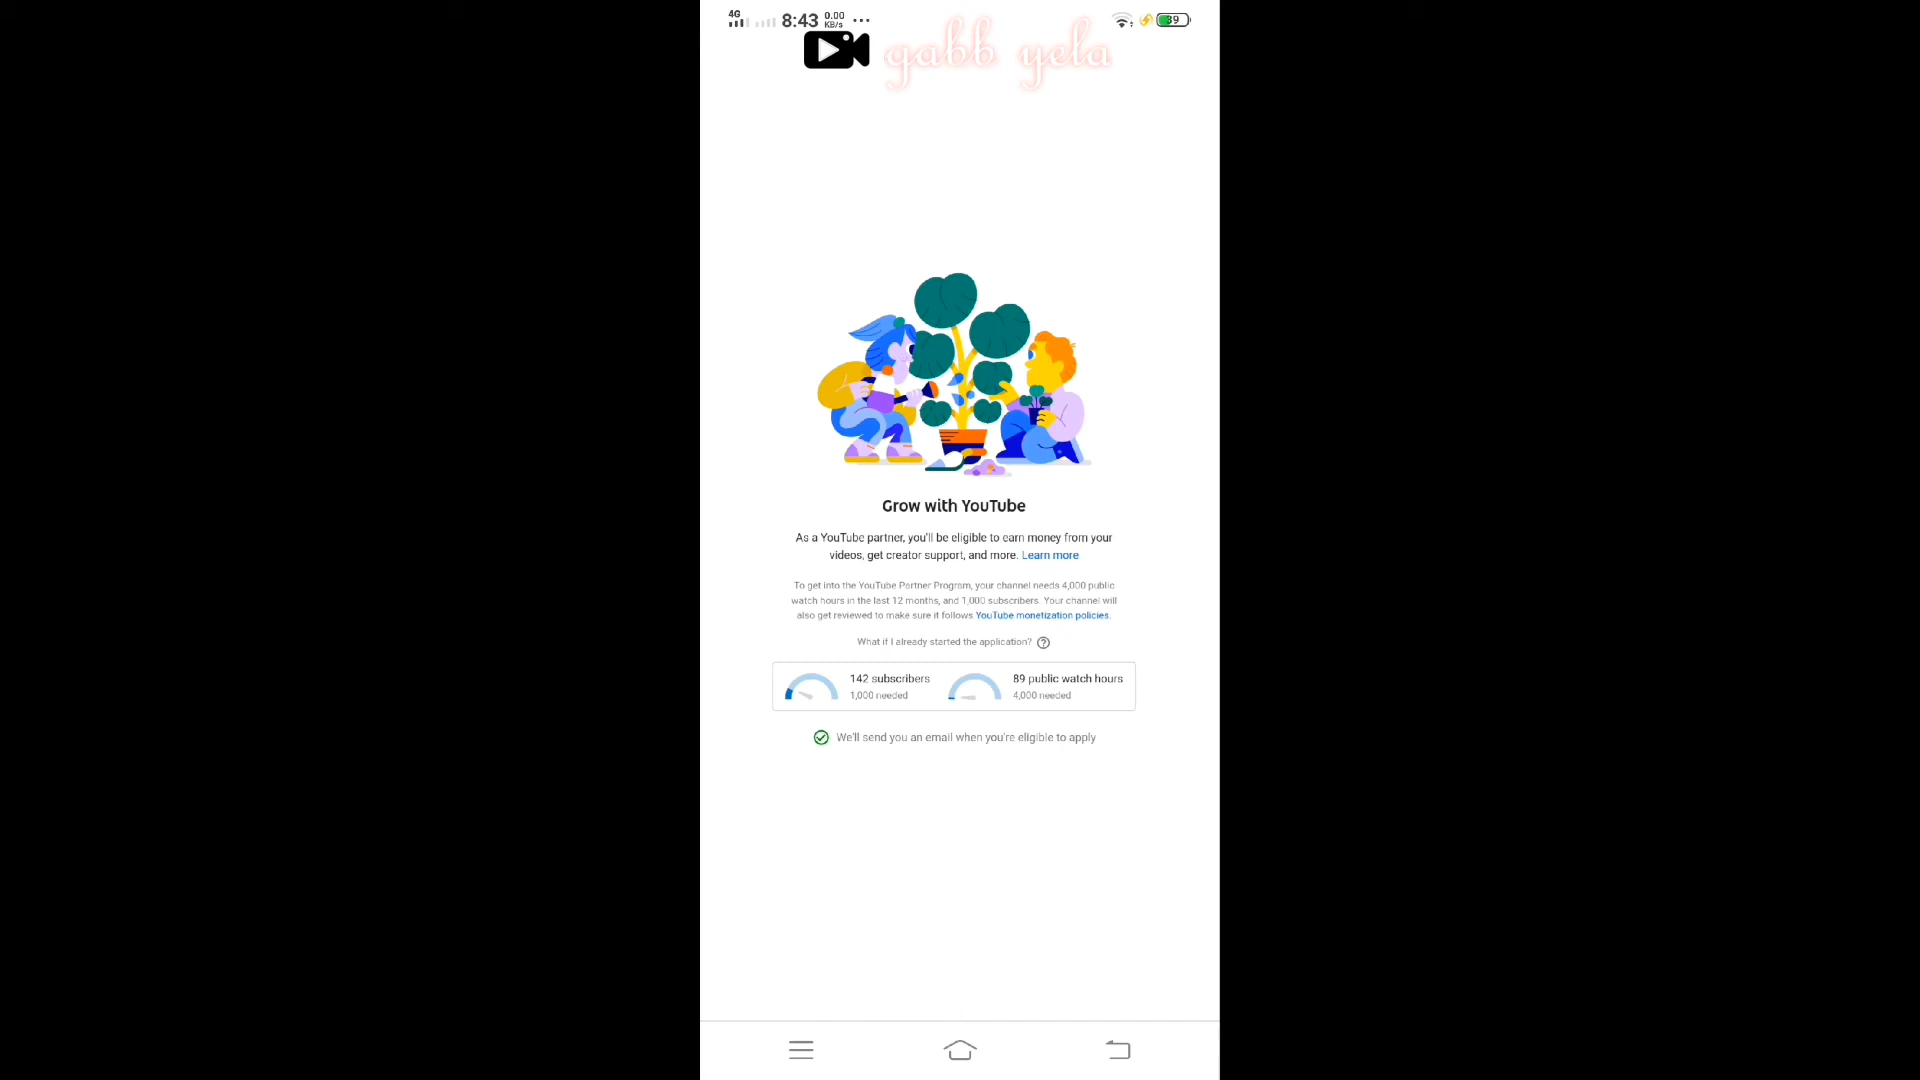 4G 8:43 0.00 KB/s ... 39
gabb yela
Grow with YouTube
As a YouTube partner, you'll be eligible to earn money from your
videos, get creator support, and more. Learn more
To get into the YouTube Partner Program, your channel needs 4,000 public
watch hours in the last 12 months, and 1,000 subscribers. Your channel will
also get reviewed to make sure it follows YouTube monetization policies.
What if I already started the application? ?
142 subscribers 89 public watch hours
1,000 needed 4,000 needed
We'll send you an email when you're eligible to apply